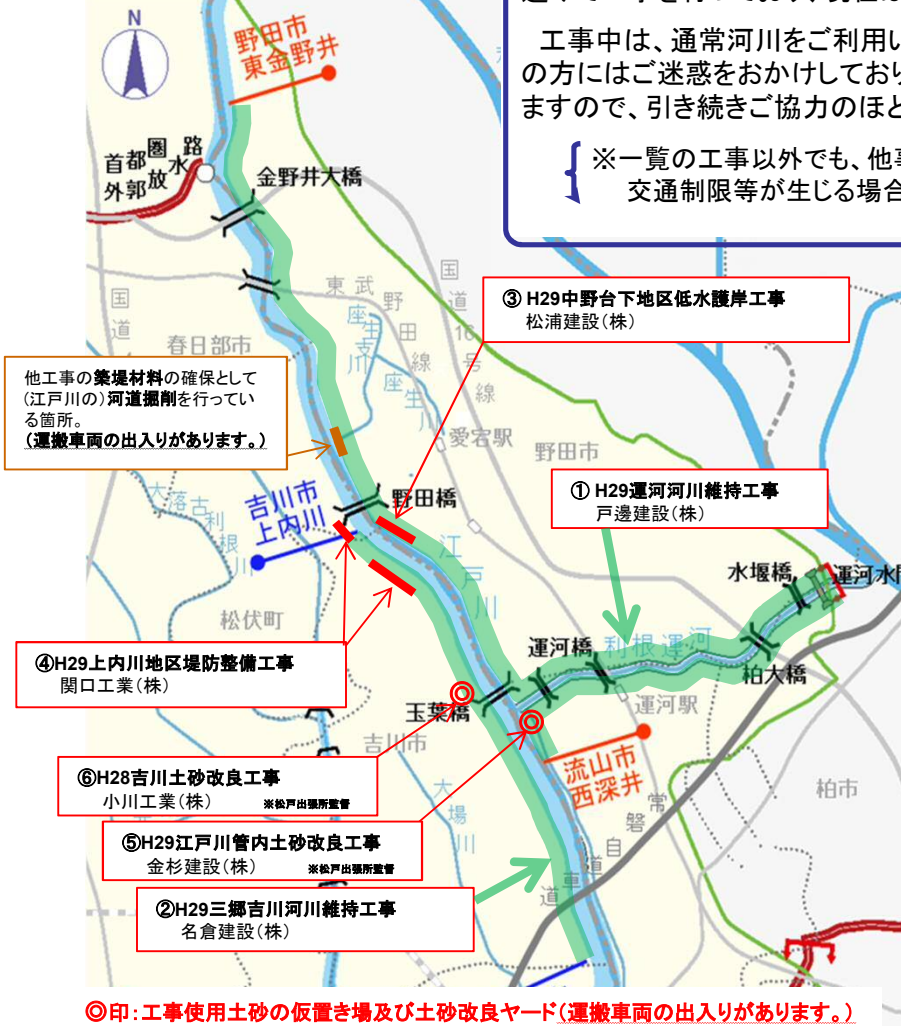 N
野田市
東金野井
工事中は、通常河川をご利用い
の方にはご迷惑をおかけしており
ますので、引き続きご協力のほど
※一覧の工事以外でも、他事
交通制限等が生じる場合
首都圏
外郭放水路
金野井大橋
国道
東武野田線
国道16号線
座生支川
座生川
春日部市
③ H29中野台下地区低水護岸工事
松浦建設(株)
他工事の築堤材料の確保として
(江戸川の)河道掘削を行ってい
る箇所。
(運搬車両の出入りがあります。)
愛宕駅
野田市
大落古利根川
吉川市
上内川
野田橋
① H29運河河川維持工事
戸邊建設(株)
江戸川
水堰橋
運河水
松伏町
運河橋
利根運河
柏大橋
④H29上内川地区堤防整備工事
関口工業(株)
玉葉橋
運河駅
吉川市
流山市
西深井
⑥H28吉川土砂改良工事
小川工業(株) ※松戸出張所監督
大場川
常磐自動車道
柏市
⑤H29江戸川管内土砂改良工事
金杉建設(株) ※松戸出張所監督
②H29三郷吉川河川維持工事
名倉建設(株)
◎印:工事使用土砂の仮置き場及び土砂改良ヤード(運搬車両の出入りがあります。)